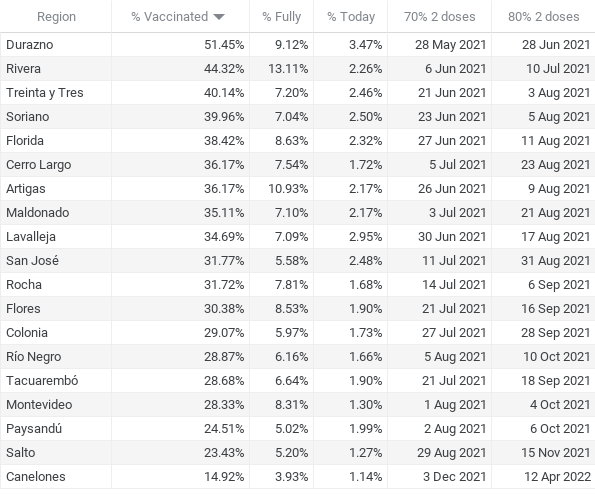 Region % Vaccinated % Fully % Today 70% 2 doses 80% 2 doses
Durazno 51.45% 9.12% 3.47% 28 May 2021 28 Jun 2021
Rivera 44.32% 13.11% 2.26% 6 Jun 2021 10 Jul 2021
Treinta y Tres 40.14% 7.20% 2.46% 21 Jun 2021 3 Aug 2021
Soriano 39.96% 7.04% 2.50% 23 Jun 2021 5 Aug 2021
Florida 38.42% 8.63% 2.32% 27 Jun 2021 11 Aug 2021
Cerro Largo 36.17% 7.54% 1.72% 5 Jul 2021 23 Aug 2021
Artigas 36.17% 10.93% 2.17% 26 Jun 2021 9 Aug 2021
Maldonado 35.11% 7.10% 2.17% 3 Jul 2021 21 Aug 2021
Lavalleja 34.69% 7.09% 2.95% 30 Jun 2021 17 Aug 2021
San José 31.77% 5.58% 2.48% 11 Jul 2021 31 Aug 2021
Rocha 31.72% 7.81% 1.68% 14 Jul 2021 6 Sep 2021
Flores 30.38% 8.53% 1.90% 21 Jul 2021 16 Sep 2021
Colonia 29.07% 5.97% 1.73% 27 Jul 2021 28 Sep 2021
Río Negro 28.87% 6.16% 1.66% 5 Aug 2021 10 Oct 2021
Tacuarembó 28.68% 6.64% 1.90% 21 Jul 2021 18 Sep 2021
Montevideo 28.33% 8.31% 1.30% 1 Aug 2021 4 Oct 2021
Paysandú 24.51% 5.02% 1.99% 2 Aug 2021 6 Oct 2021
Salto 23.43% 5.20% 1.27% 29 Aug 2021 15 Nov 2021
Canelones 14.92% 3.93% 1.14% 3 Dec 2021 12 Apr 2022